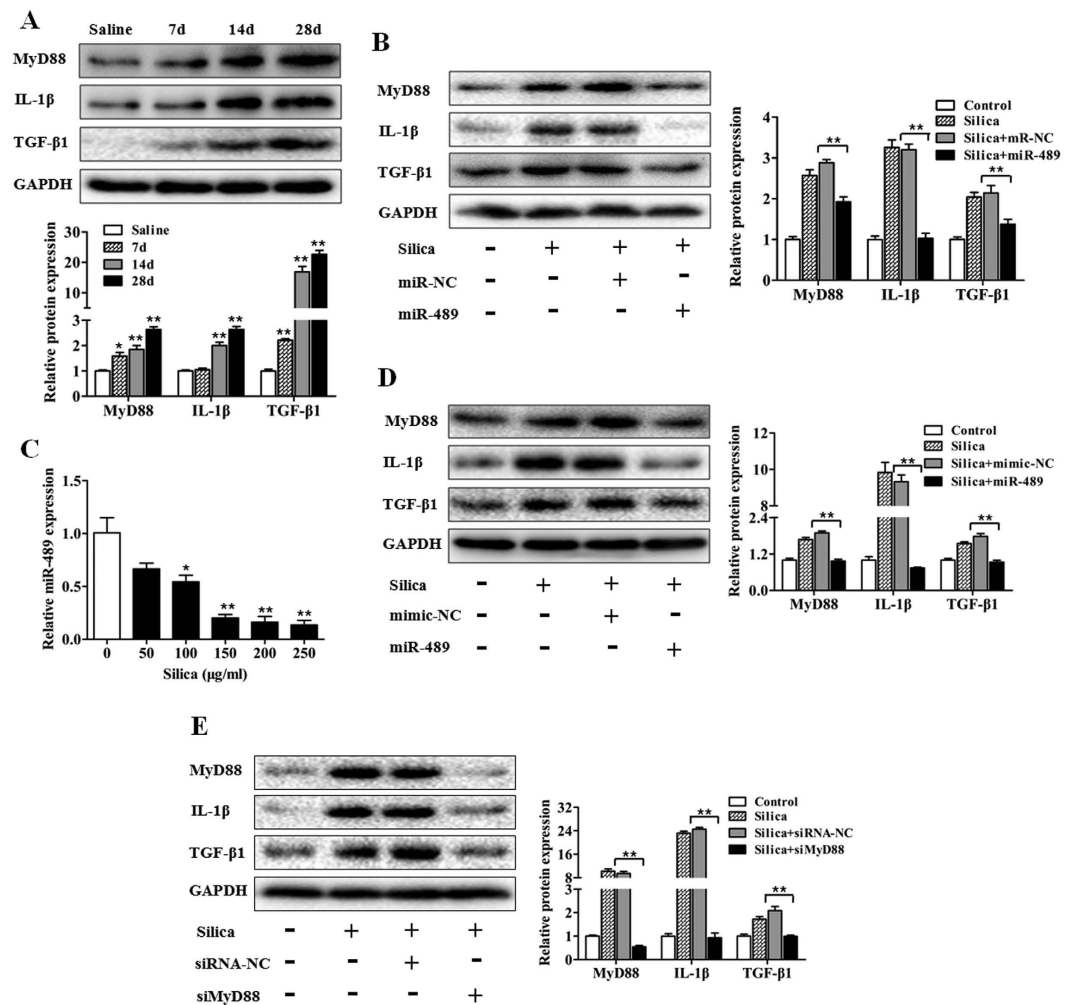 A
Saline 7d 14d 28d
MyD88
IL-1β
TGF-β1
GAPDH
Relative protein expression
30
20
10
3
2
1
0
Saline
7d
14d
28d
* ** **
** **
** ** **
MyD88 IL-1β TGF-β1
B
MyD88
IL-1β
TGF-β1
GAPDH
Silica - + + +
miR-NC - - + -
miR-489 - - - +
Relative protein expression
4
3
2
1
0
Control
Silica
Silica+mR-NC
Silica+miR-489
** ** **
MyD88 IL-1β TGF-β1
C
Relative miR-489 expression
1.5
1.0
0.5
0.0
* ** ** **
0 50 100 150 200 250
Silica (μg/ml)
D
MyD88
IL-1β
TGF-β1
GAPDH
Silica - + + +
mimic-NC - - + -
miR-489 - - - +
Relative protein expression
12
10
8
2.4
1.2
0.0
Control
Silica
Silica+mimic-NC
Silica+miR-489
** ** **
MyD88 IL-1β TGF-β1
E
MyD88
IL-1β
TGF-β1
GAPDH
Silica - + + +
siRNA-NC - - + -
siMyD88 - - - +
Relative protein expression
32
24
16
8
3
2
1
0
Control
Silica
Silica+siRNA-NC
Silica+siMyD88
** ** **
MyD88 IL-1β TGF-β1